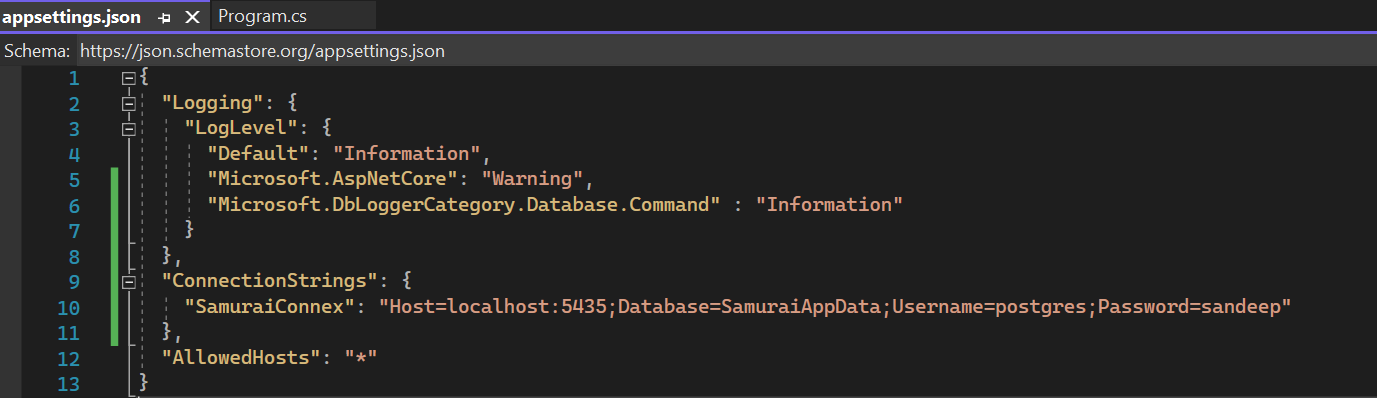 appsettings.json Program.cs
Schema: https://json.schemastore.org/appsettings.json
1 {
2 "Logging": {
3 "LogLevel": {
4 "Default": "Information",
5 "Microsoft.AspNetCore": "Warning",
6 "Microsoft.DbLoggerCategory.Database.Command" : "Information"
7 }
8 },
9 "ConnectionStrings": {
10 "SamuraiConnex": "Host=localhost:5435;Database=SamuraiAppData;Username=postgres;Password=sandeep"
11 },
12 "AllowedHosts": "*"
13 }